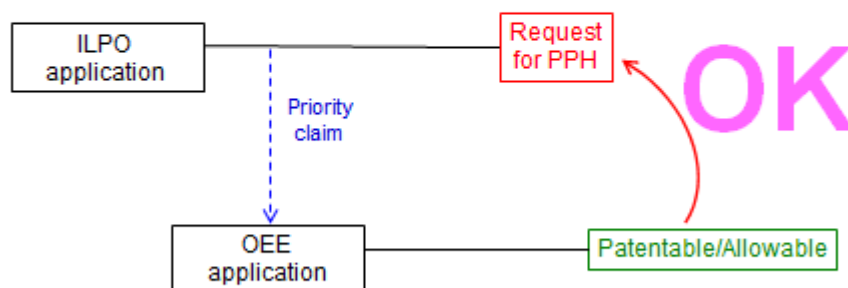 ILPO
application
Request
for PPH
OK
Priority
claim
OEE
application
Patentable/Allowable